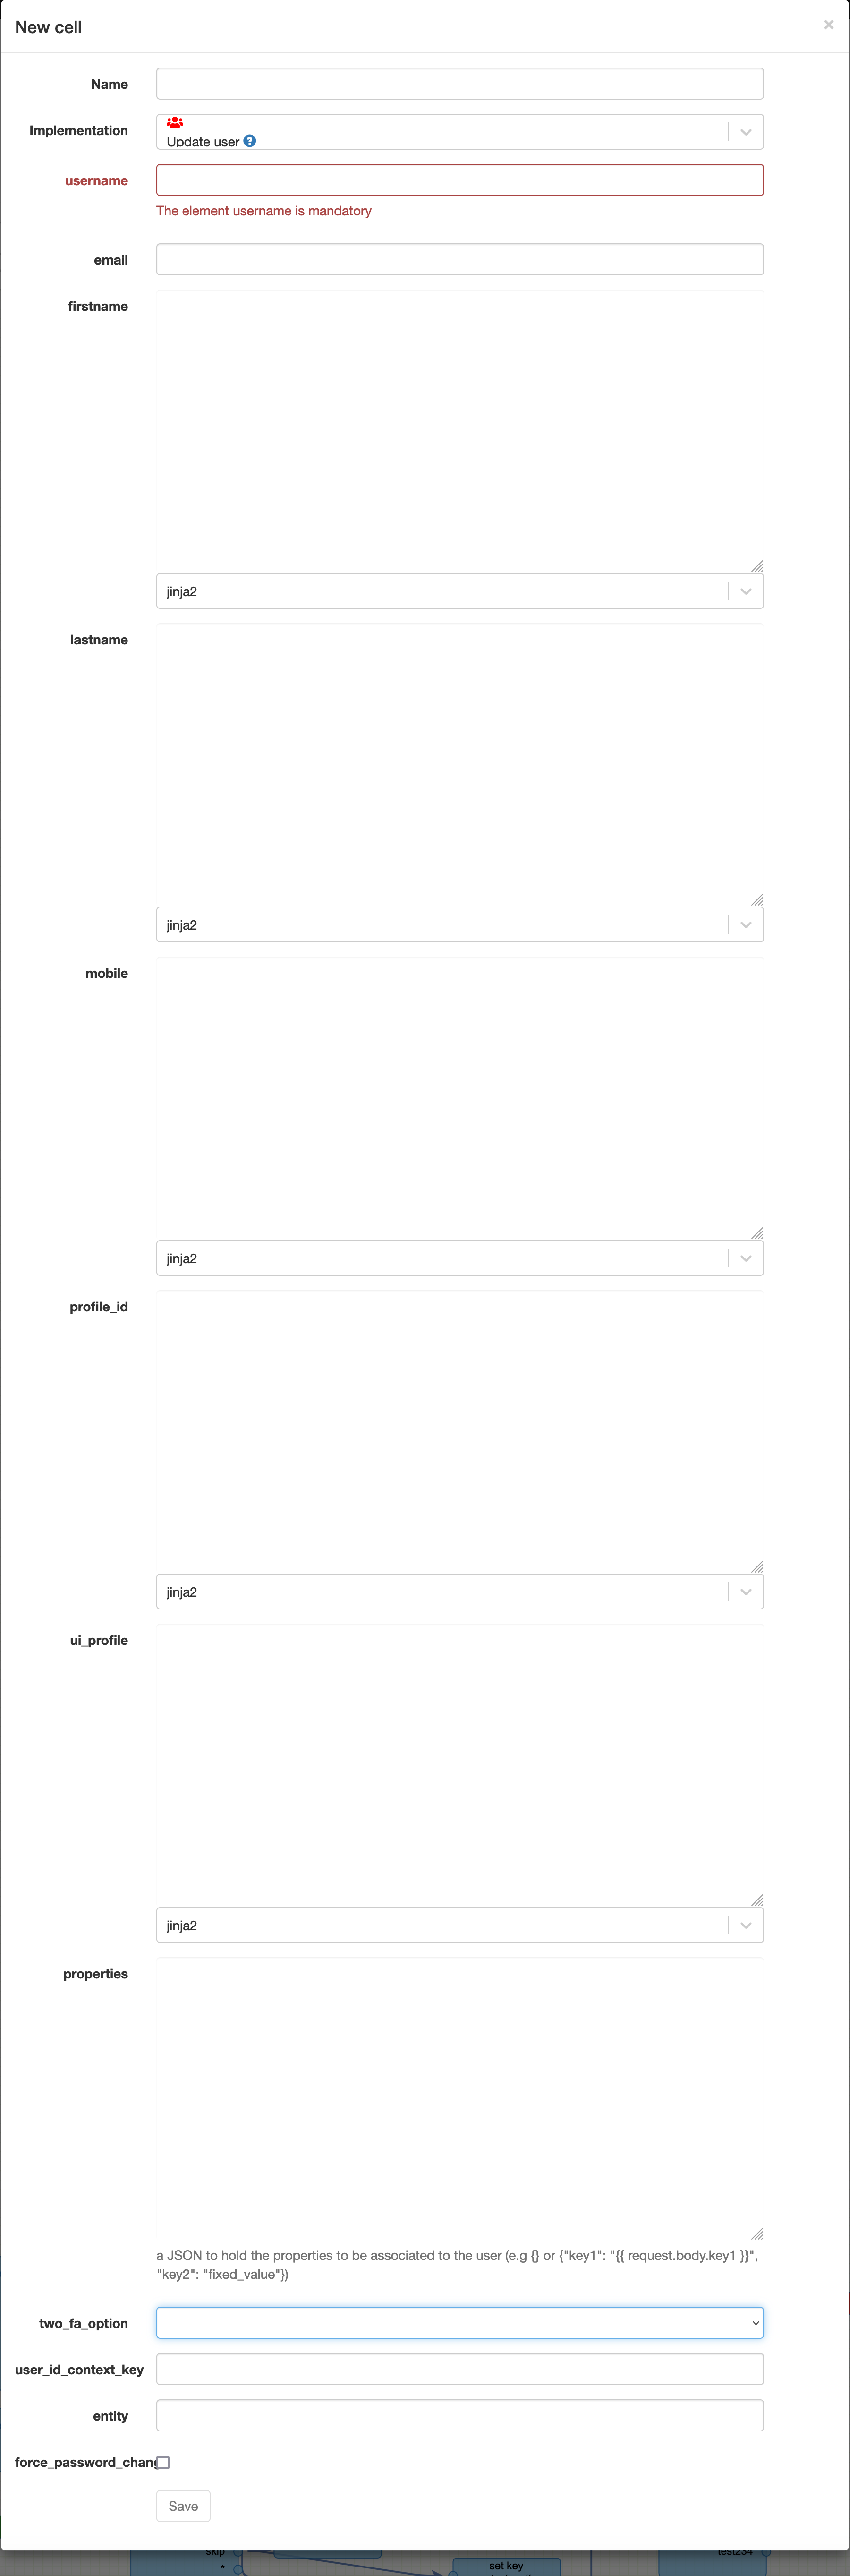 New cell
×
Name
Implementation
Update user ?
username
The element username is mandatory
email
firstname
jinja2
lastname
jinja2
mobile
jinja2
profile_id
jinja2
ui_profile
jinja2
properties
a JSON to hold the properties to be associated to the user (e.g {} or {"key1": "{{ request.body.key1 }}",
"key2": "fixed_value"})
two_fa_option
user_id_context_key
entity
force_password_chang
Save
skip
test234
set key